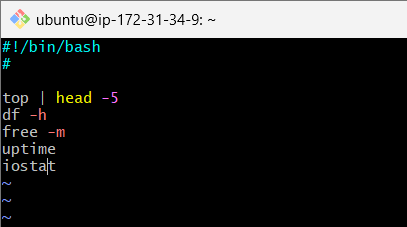 ubuntu@ip-172-31-34-9: ~
#!/bin/bash
#
top | head -5
df -h
free -m
uptime
iostat
~
~
~